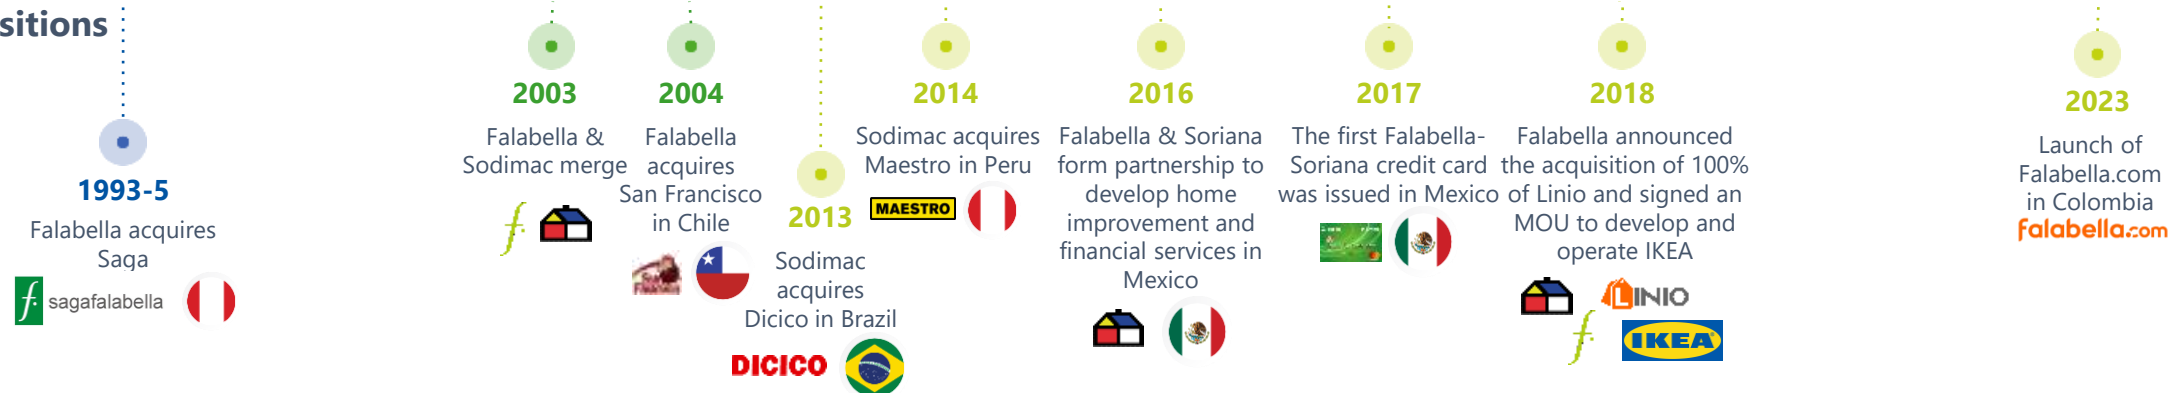 sitions
1993-5
Falabella acquires
Saga
f. sagafalabella
2003
Falabella &
Sodimac merge
f.
2004
Falabella
acquires
San Francisco
in Chile
2013
Sodimac
acquires
Dicico in Brazil
DICICO
2014
Sodimac acquires
Maestro in Peru
MAESTRO
2016
Falabella & Soriana
form partnership to
develop home
improvement and
financial services in
Mexico
2017
The first Falabella-
Soriana credit card
was issued in Mexico
2018
Falabella announced
the acquisition of 100%
of Linio and signed an
MOU to develop and
operate IKEA
LINIO
f.
IKEA
2023
Launch of
Falabella.com
in Colombia
falabella.com